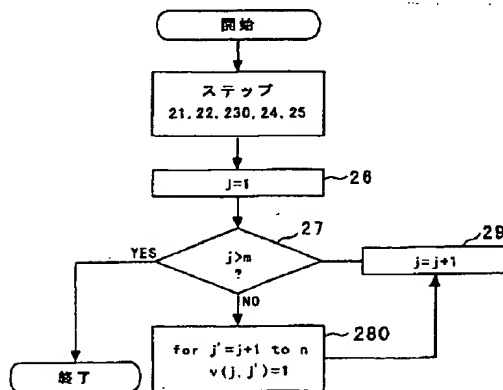 開始
ステップ
21,22,230,24,25
j=1
26
27
29
YES
j>m
?
j=j+1
NO
280
for j'=j+1 to n
v(j,j')=1
終了